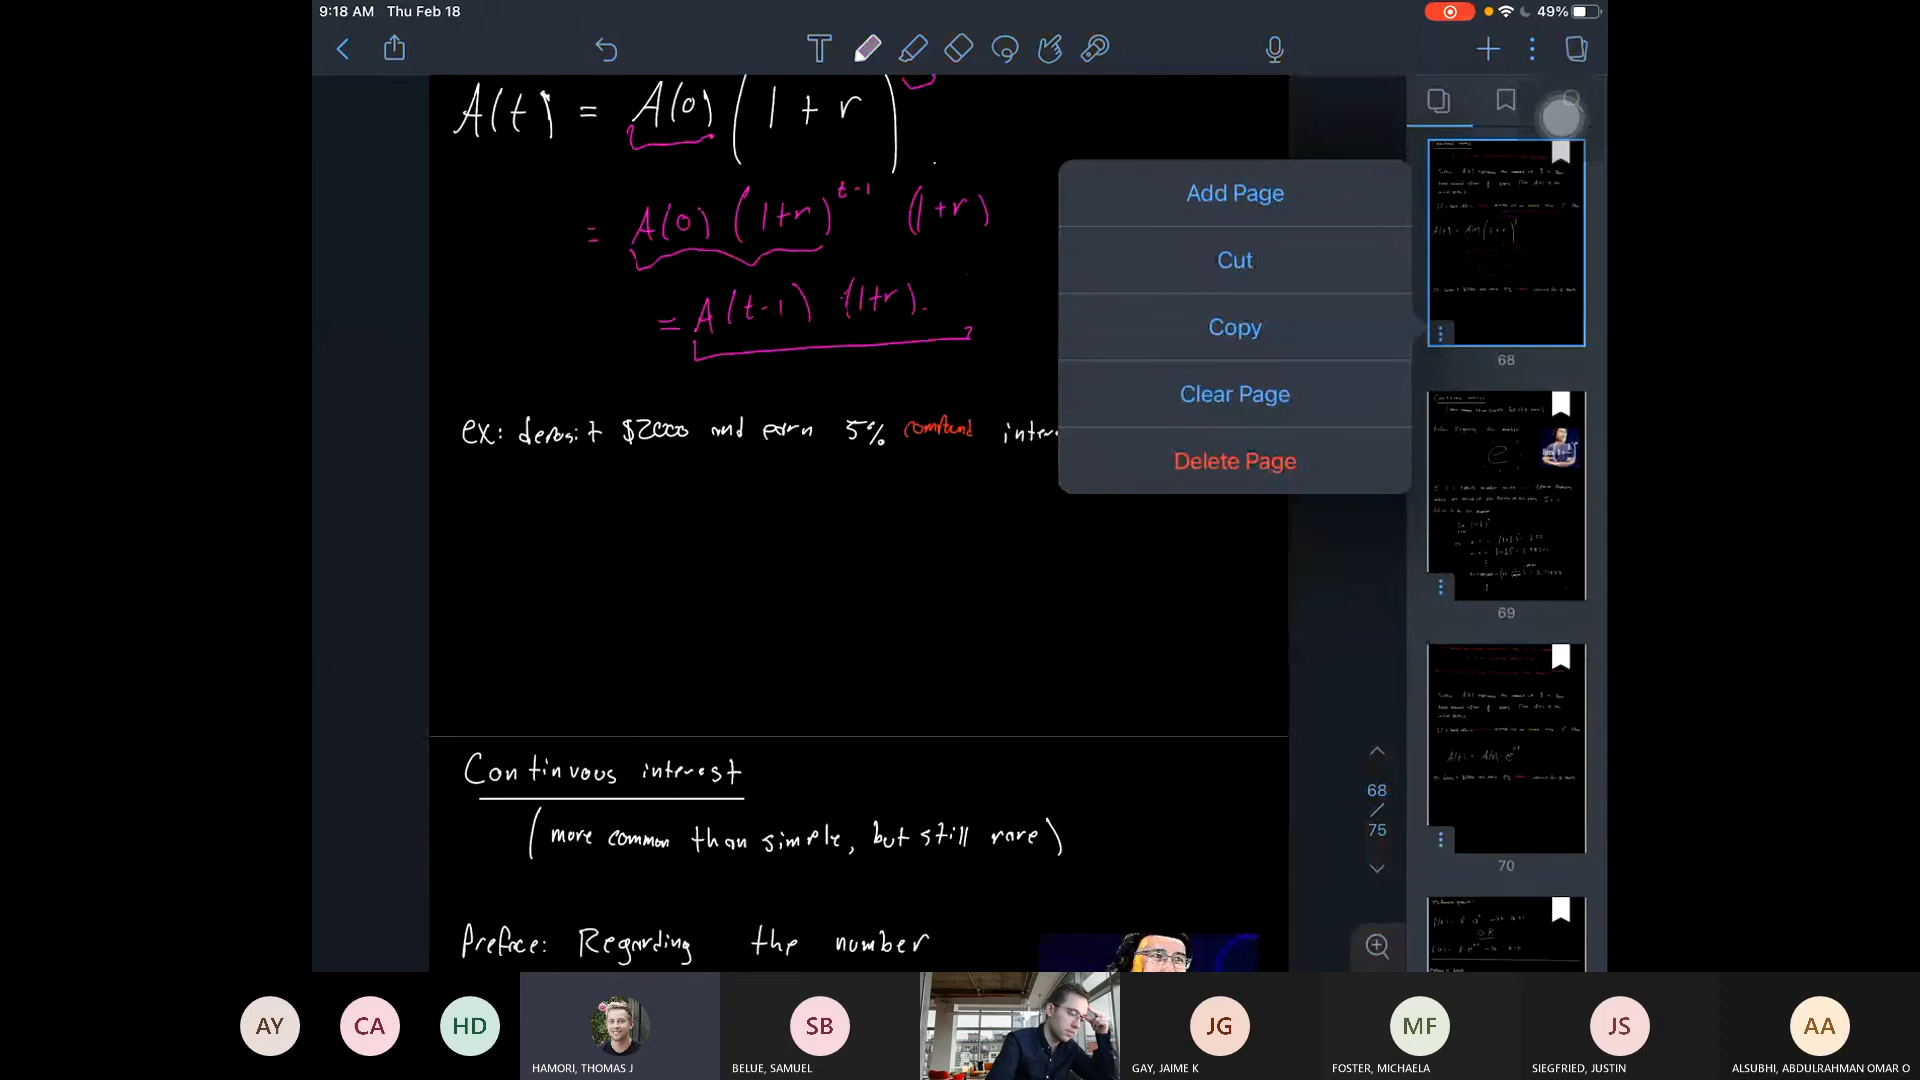 9:18 AM Thu Feb 18
49%
A(t) = A(0) (1 + r)
= A(0) (1+r)^t-1 (1+r)
= A(t-1) (1+r).
ex: deposit $2000 and earn 5% compound inter
Continuous interest
(more common than simple, but still rare)
Preface: Regarding the number
Add Page
Cut
Copy
Clear Page
Delete Page
68
69
70
68
/
75
AY
CA
HD
HAMORI, THOMAS J
SB
BELUE, SAMUEL
JG
GAY, JAIME K
MF
FOSTER, MICHAELA
JS
SIEGFRIED, JUSTIN
AA
ALSUBHI, ABDULRAHMAN OMAR O